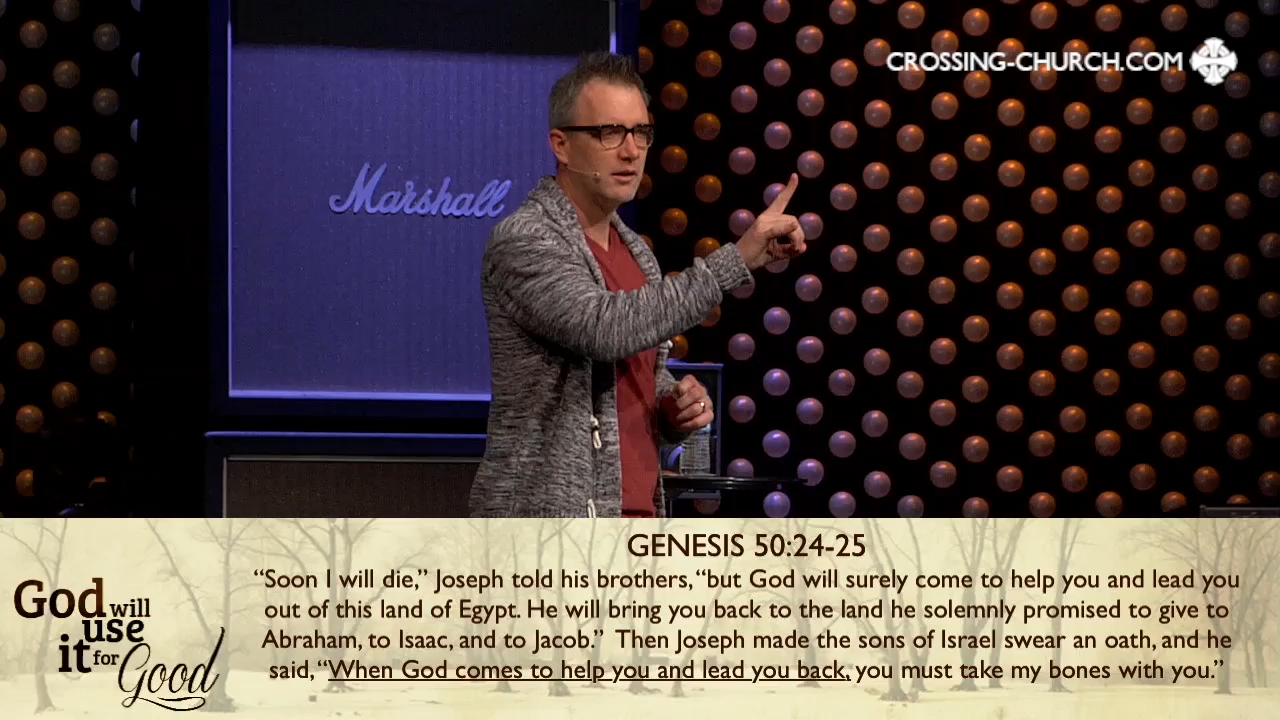 CROSSING-CHURCH.COM
Marshall
GENESIS 50:24-25
“Soon I will die,” Joseph told his brothers, “but God will surely come to help you and lead you
out of this land of Egypt. He will bring you back to the land he solemnly promised to give to
Abraham, to Isaac, and to Jacob.” Then Joseph made the sons of Israel swear an oath, and he
said, “When God comes to help you and lead you back, you must take my bones with you.”
God will
use
it for
Good